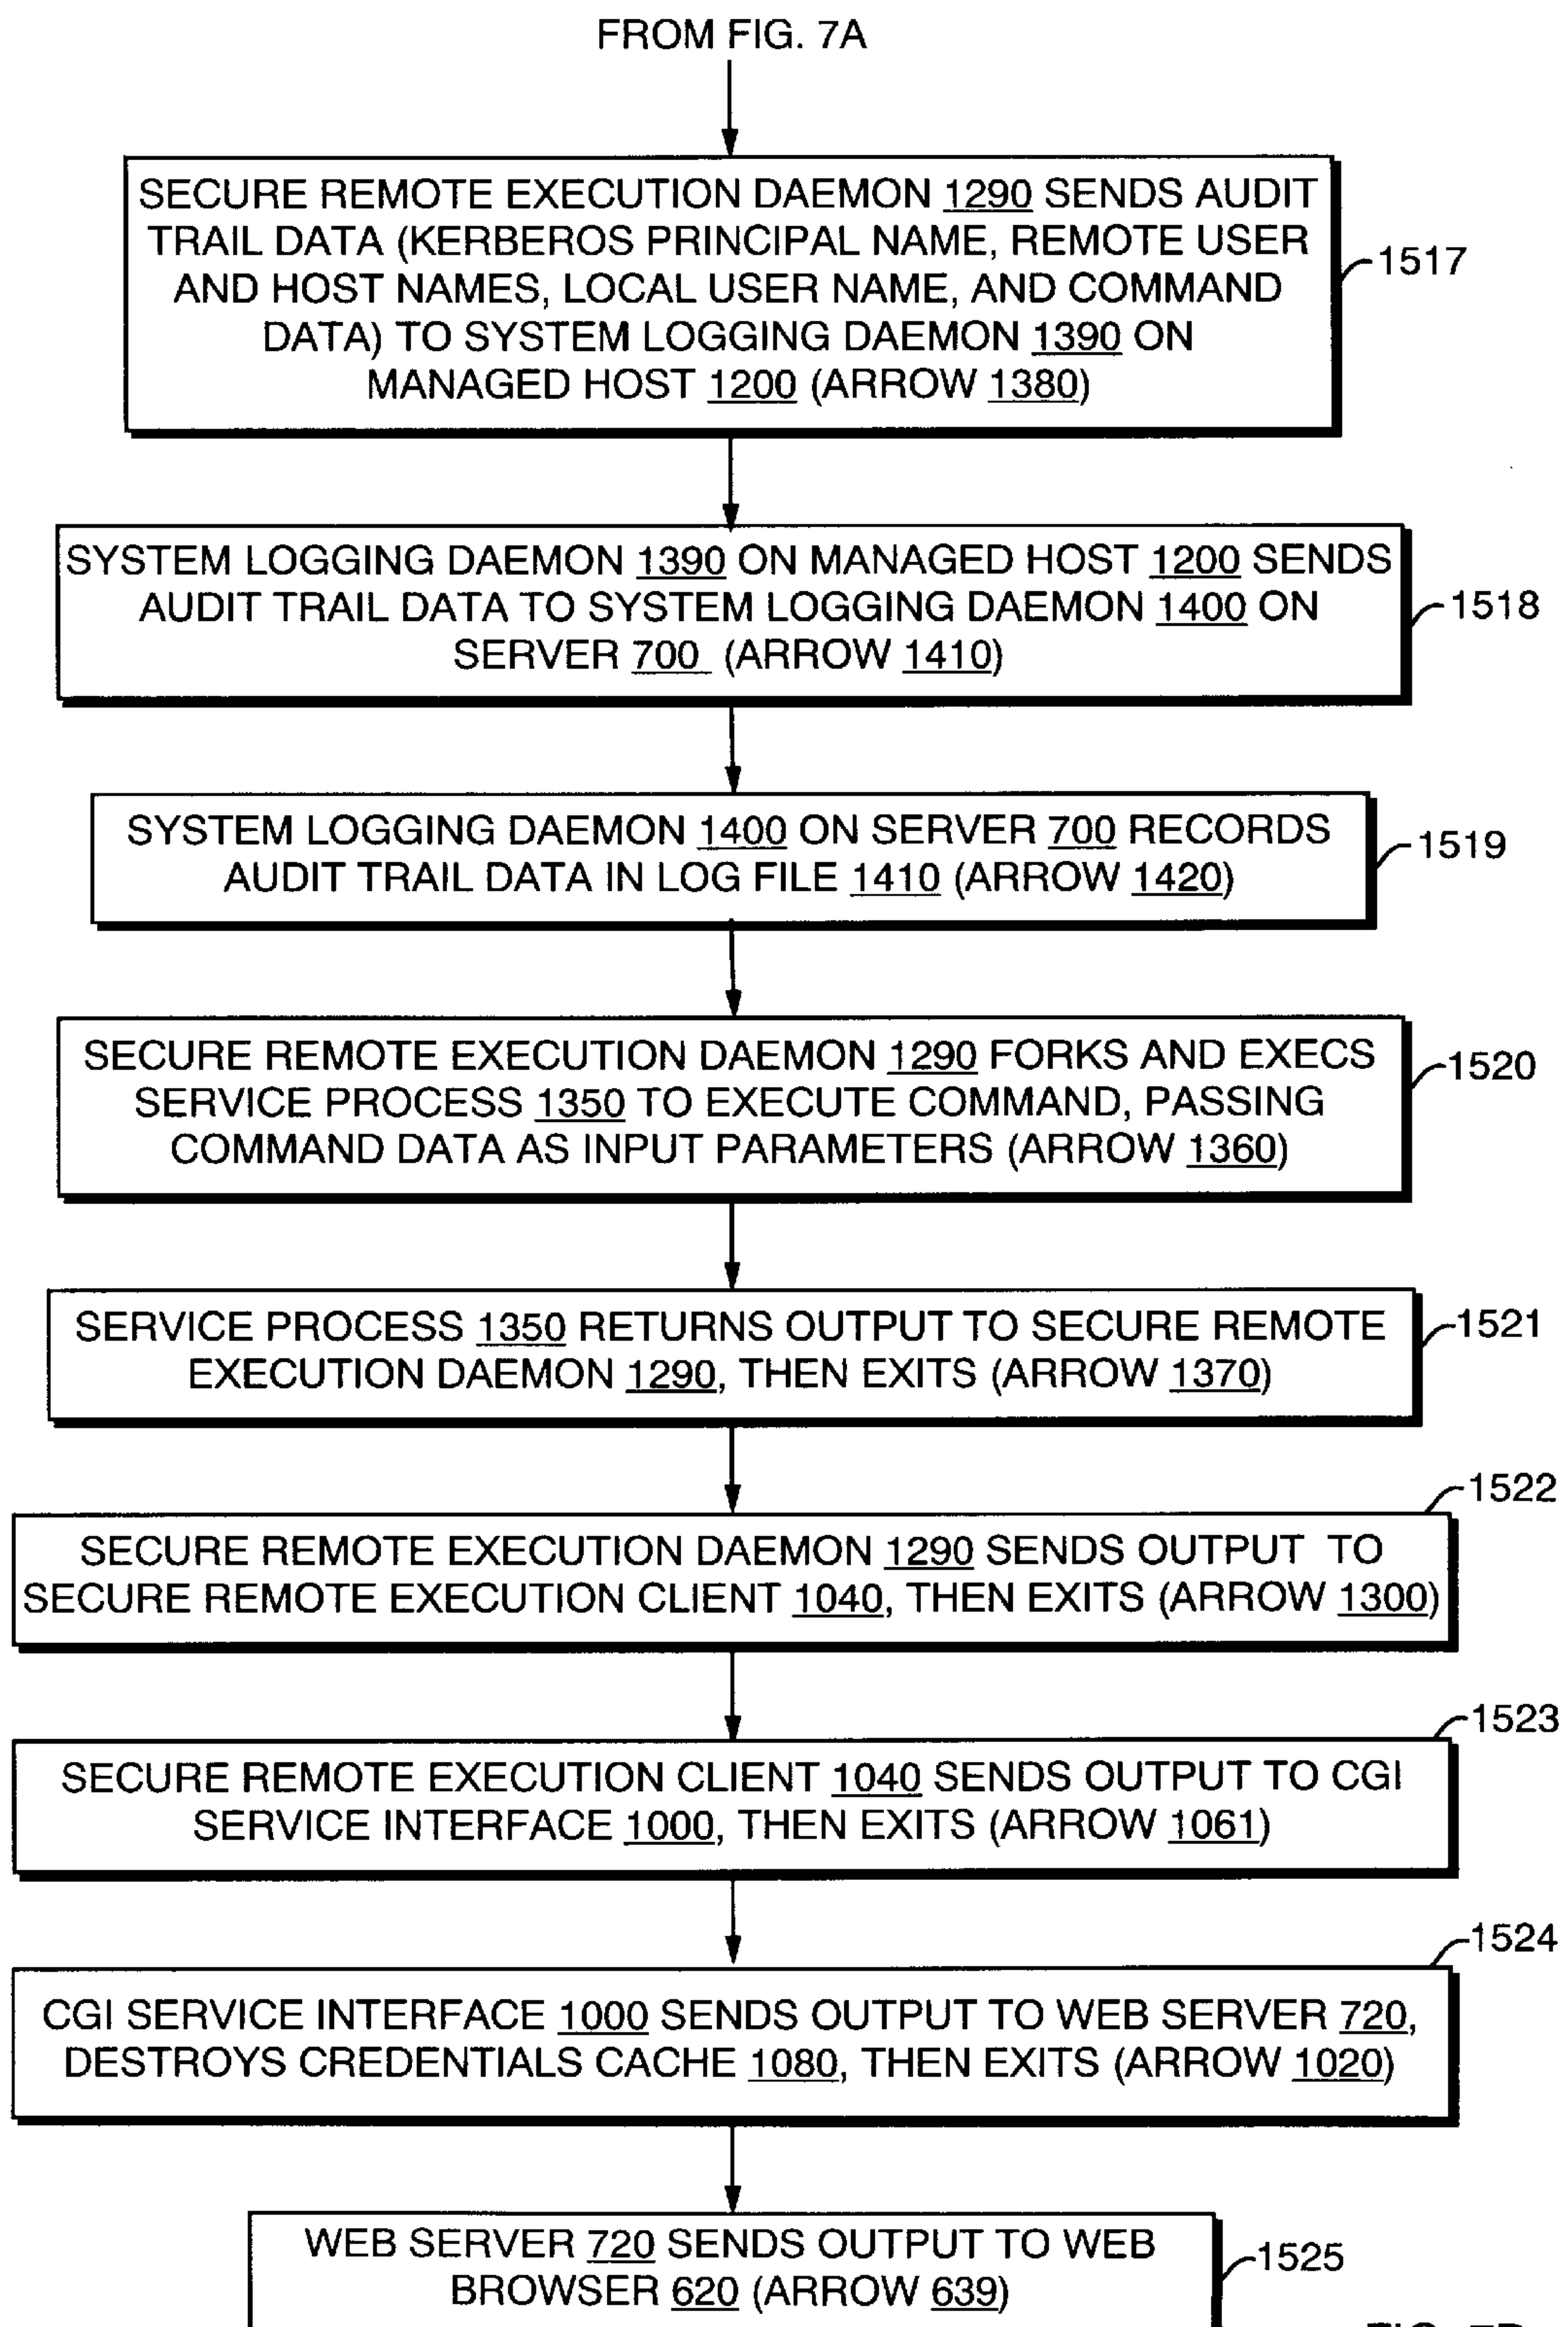 FROM FIG. 7A
SECURE REMOTE EXECUTION DAEMON 1290 SENDS AUDIT
TRAIL DATA (KERBEROS PRINCIPAL NAME, REMOTE USER
AND HOST NAMES, LOCAL USER NAME, AND COMMAND
DATA) TO SYSTEM LOGGING DAEMON 1390 ON
MANAGED HOST 1200 (ARROW 1380)
1517
SYSTEM LOGGING DAEMON 1390 ON MANAGED HOST 1200 SENDS
AUDIT TRAIL DATA TO SYSTEM LOGGING DAEMON 1400 ON
SERVER 700 (ARROW 1410)
1518
SYSTEM LOGGING DAEMON 1400 ON SERVER 700 RECORDS
AUDIT TRAIL DATA IN LOG FILE 1410 (ARROW 1420)
1519
SECURE REMOTE EXECUTION DAEMON 1290 FORKS AND EXECS
SERVICE PROCESS 1350 TO EXECUTE COMMAND, PASSING
COMMAND DATA AS INPUT PARAMETERS (ARROW 1360)
1520
SERVICE PROCESS 1350 RETURNS OUTPUT TO SECURE REMOTE
EXECUTION DAEMON 1290, THEN EXITS (ARROW 1370)
1521
1522
SECURE REMOTE EXECUTION DAEMON 1290 SENDS OUTPUT TO
SECURE REMOTE EXECUTION CLIENT 1040, THEN EXITS (ARROW 1300)
1523
SECURE REMOTE EXECUTION CLIENT 1040 SENDS OUTPUT TO CGI
SERVICE INTERFACE 1000, THEN EXITS (ARROW 1061)
1524
CGI SERVICE INTERFACE 1000 SENDS OUTPUT TO WEB SERVER 720,
DESTROYS CREDENTIALS CACHE 1080, THEN EXITS (ARROW 1020)
WEB SERVER 720 SENDS OUTPUT TO WEB
BROWSER 620 (ARROW 639)
1525